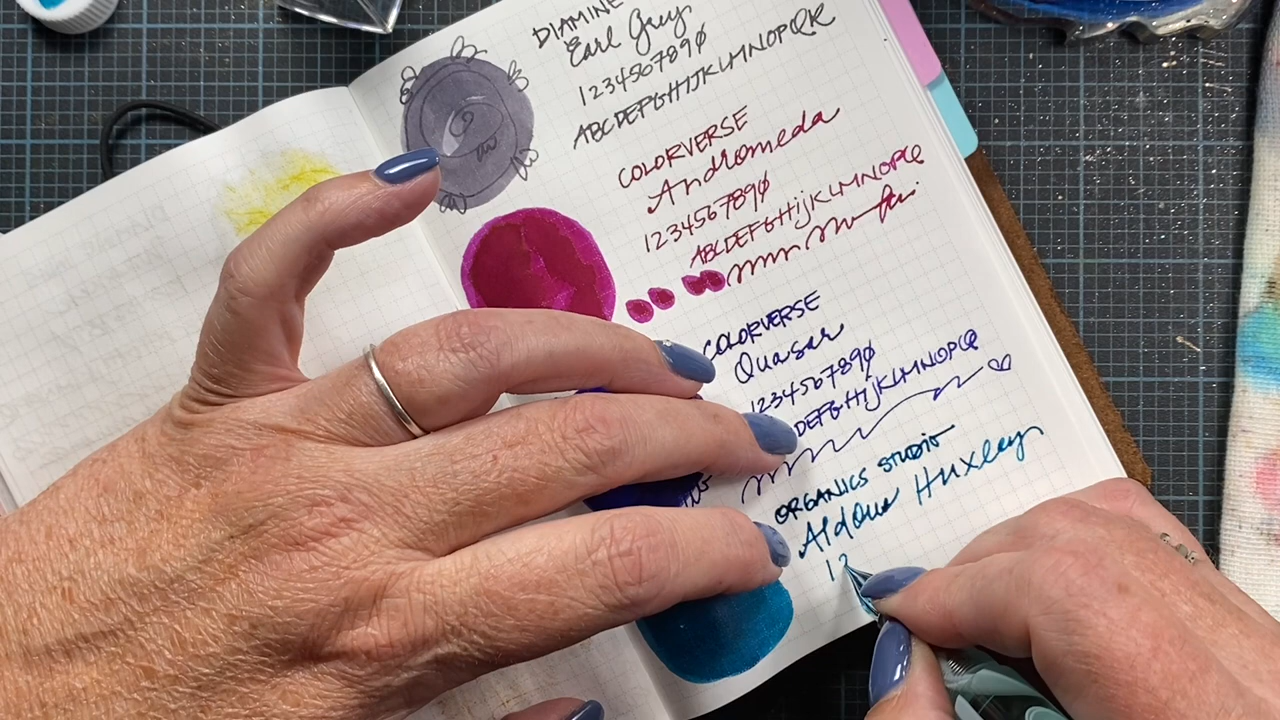 DIAMINE
Earl Grey
1234567890
ABCDEFGHIJKLMNOPQR
COLORVERSE
Andromeda
1234567890
ABCDEFGHIJKLMNOPQ
COLORVERSE
Quasar
1234567890
DEFGHIJKLMNOPQ
ORGANICS STUDIO
Aldous Huxley
12